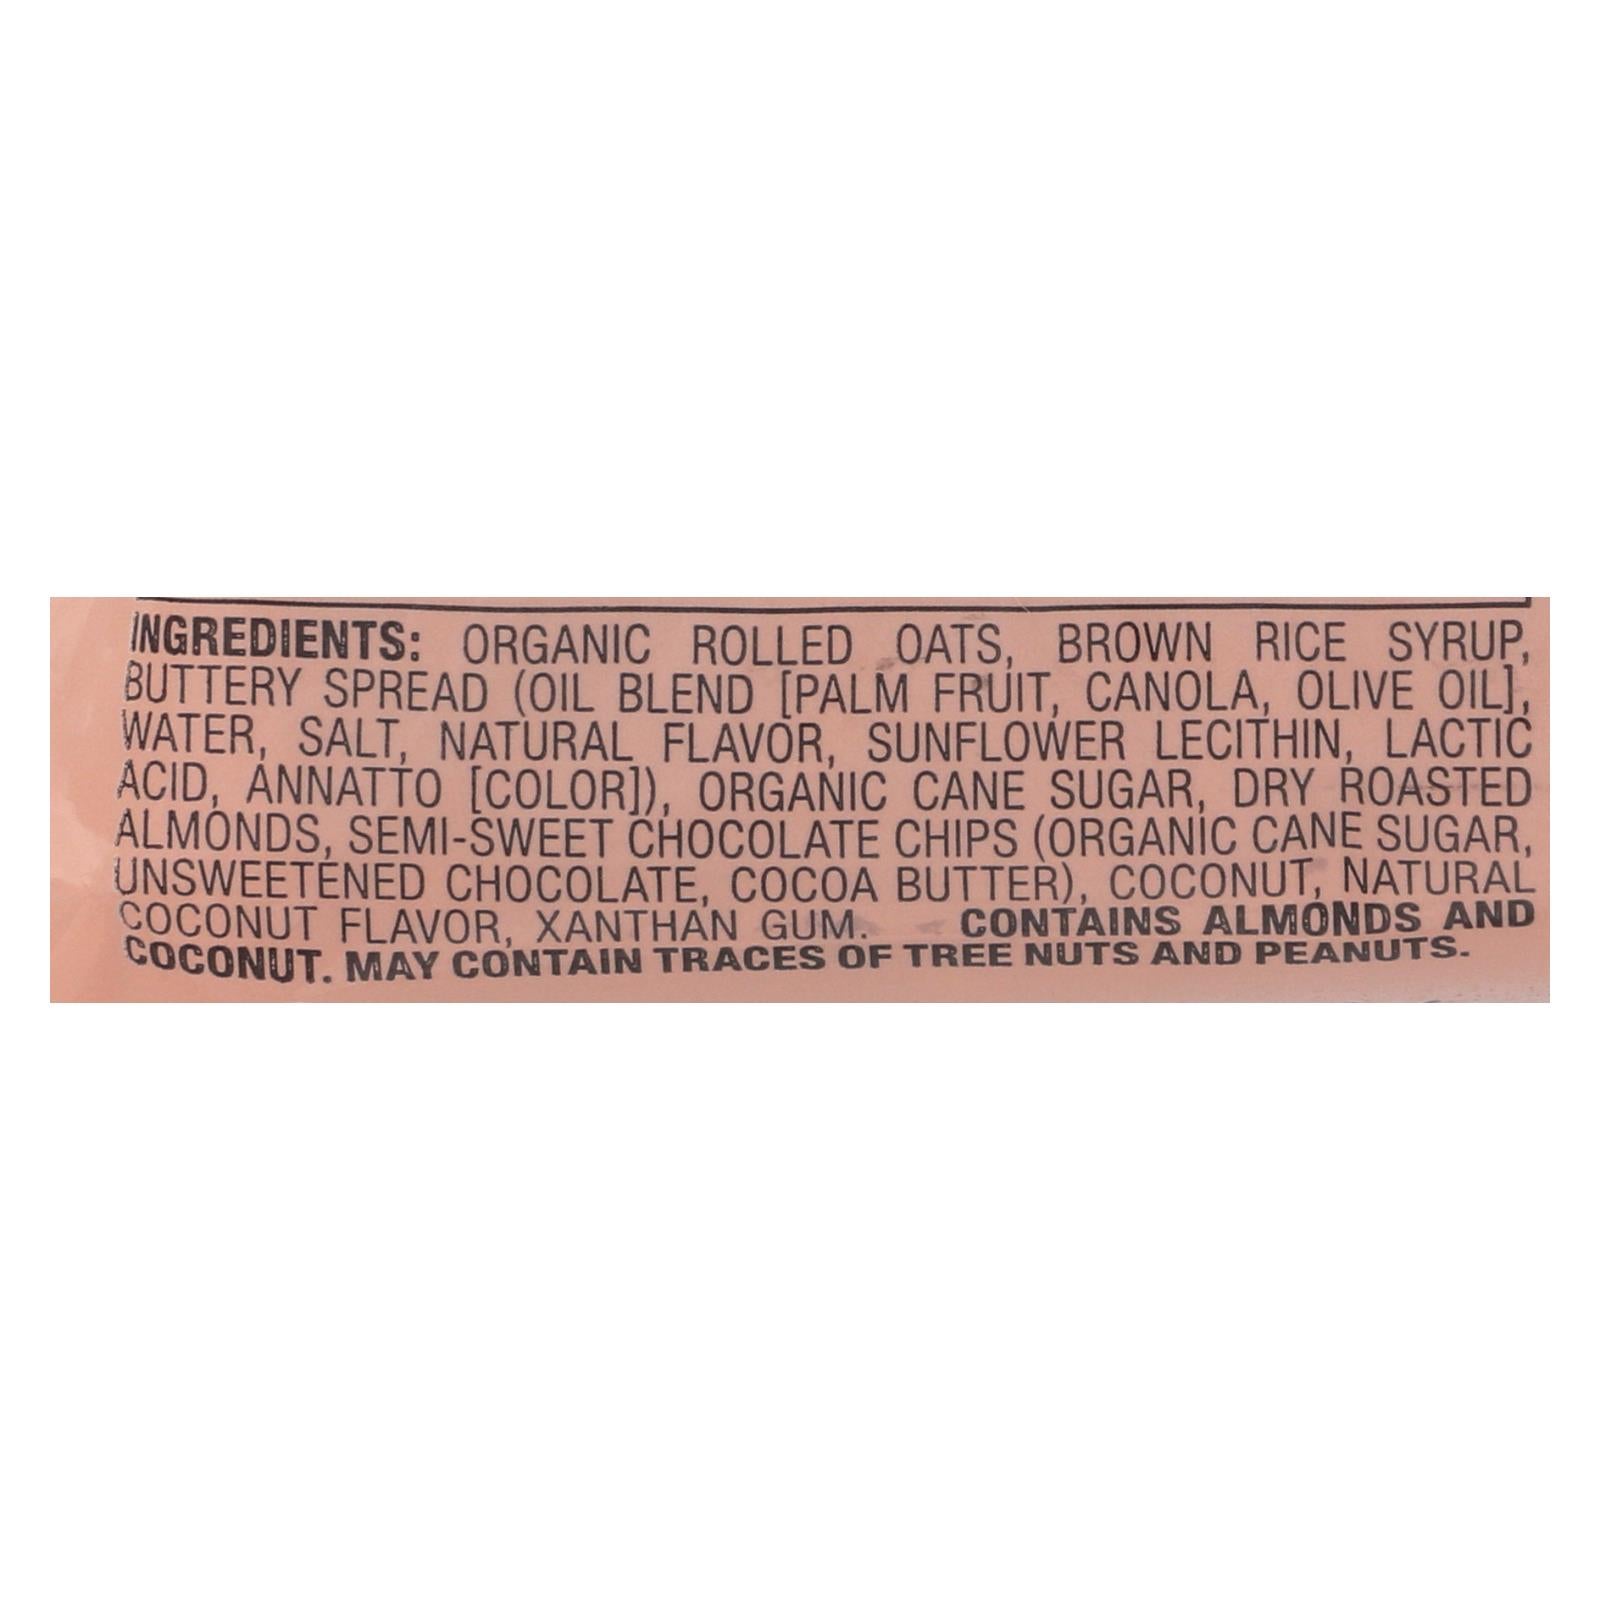 INGREDIENTS: ORGANIC ROLLED OATS, BROWN RICE SYRUP,
BUTTERY SPREAD (OIL BLEND [PALM FRUIT, CANOLA, OLIVE OIL],
WATER, SALT, NATURAL FLAVOR, SUNFLOWER LECITHIN, LACTIC
ACID, ANNATTO [COLOR]), ORGANIC CANE SUGAR, DRY ROASTED
ALMONDS, SEMI-SWEET CHOCOLATE CHIPS (ORGANIC CANE SUGAR,
UNSWEETENED CHOCOLATE, COCOA BUTTER), COCONUT, NATURAL
COCONUT FLAVOR, XANTHAN GUM. CONTAINS ALMONDS AND
COCONUT. MAY CONTAIN TRACES OF TREE NUTS AND PEANUTS.